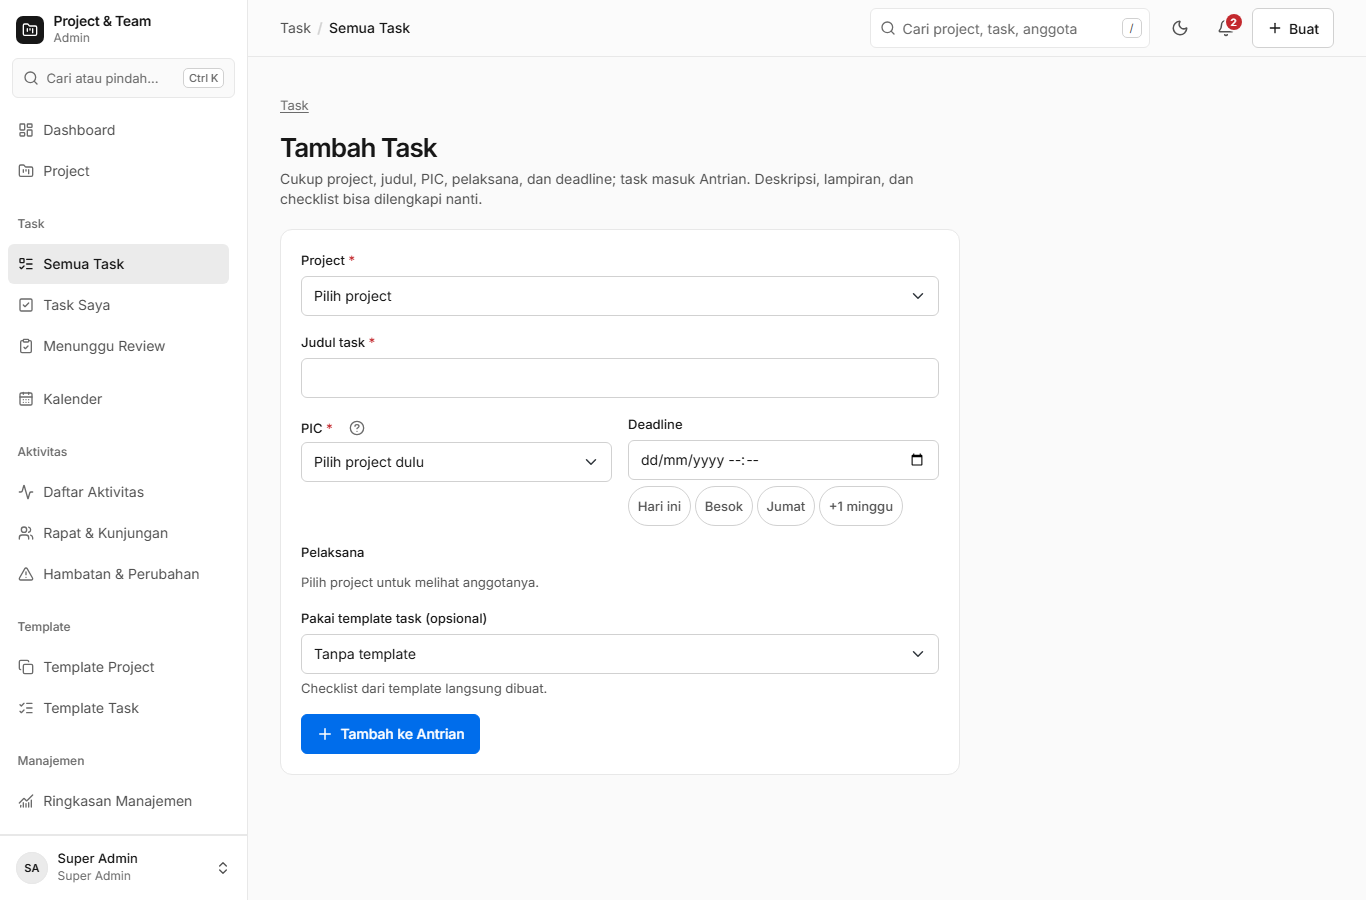 Project & Team
Admin
Cari atau pindah...
Ctrl K
Dashboard
Project
Task
Semua Task
Task Saya
Menunggu Review
Kalender
Aktivitas
Daftar Aktivitas
Rapat & Kunjungan
Hambatan & Perubahan
Template
Template Project
Template Task
Manajemen
Ringkasan Manajemen
SA
Super Admin
Super Admin
Task / Semua Task
Cari project, task, anggota
/
2
Buat
Task
Tambah Task
Cukup project, judul, PIC, pelaksana, dan deadline; task masuk Antrian. Deskripsi, lampiran, dan
checklist bisa dilengkapi nanti.
Project *
Pilih project
Judul task *
PIC *
Pilih project dulu
Deadline
dd/mm/yyyy --:--
Hari ini
Besok
Jumat
+1 minggu
Pelaksana
Pilih project untuk melihat anggotanya.
Pakai template task (opsional)
Tanpa template
Checklist dari template langsung dibuat.
Tambah ke Antrian